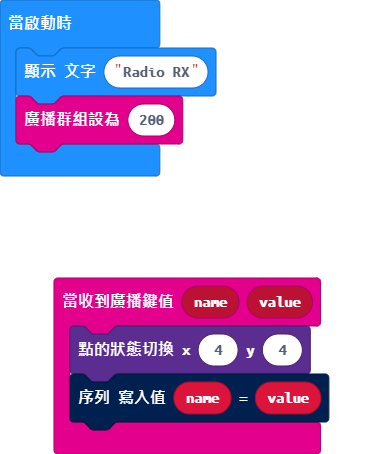 當啟動時
顯示 文字 "Radio RX"
廣播群組設為 200
當收到廣播鍵值 name value
點的狀態切換 x 4 y 4
序列 寫入值 name = value